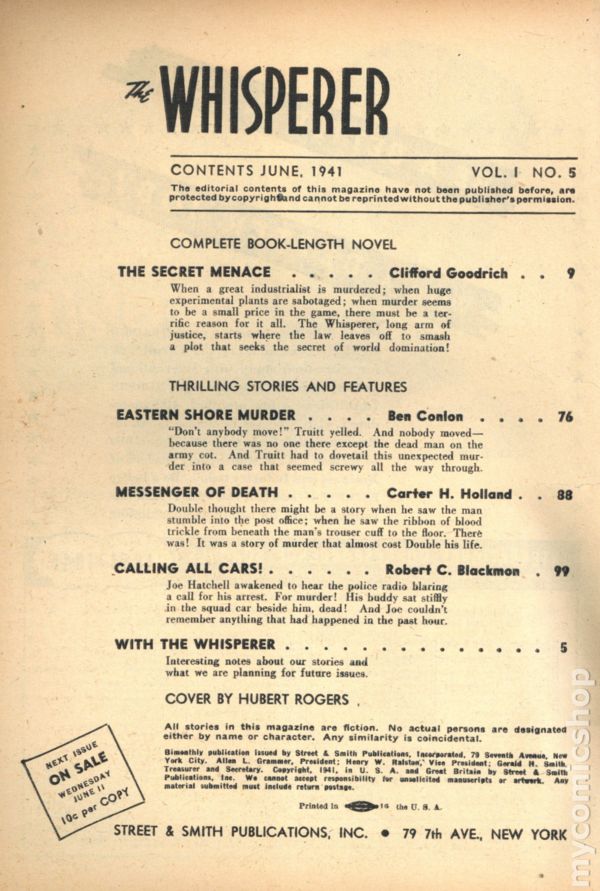 The WHISPERER
CONTENTS JUNE, 1941 VOL. I NO. 5
The editorial contents of this magazine have not been published before, are
protected by copyright and cannot be reprinted without the publisher's permission.
COMPLETE BOOK-LENGTH NOVEL
THE SECRET MENACE . . . . . Clifford Goodrich . . 9
When a great industrialist is murdered; when huge
experimental plants are sabotaged; when murder seems
to be a small price in the game, there must be a ter-
rific reason for it all. The Whisperer, long arm of
justice, starts where the law leaves off to smash
a plot that seeks the secret of world domination!
THRILLING STORIES AND FEATURES
EASTERN SHORE MURDER . . . . Ben Conlon . . . . 76
"Don't anybody move!" Truitt yelled. And nobody moved—
because there was no one there except the dead man on the
army cot. And Truitt had to dovetail this unexpected mur-
der into a case that seemed screwy all the way through.
MESSENGER OF DEATH . . . . . Carter H. Holland . . 88
Double thought there might be a story when he saw the man
stumble into the post office; when he saw the ribbon of blood
trickle from beneath the man's trouser cuff to the floor. There
was! It was a story of murder that almost cost Double his life.
CALLING ALL CARS! . . . . . . Robert C. Blackmon . 99
Joe Hatchell awakened to hear the police radio blaring
a call for his arrest. For murder! His buddy sat stiffly
in the squad car beside him, dead! And Joe couldn't
remember anything that had happened in the past hour.
WITH THE WHISPERER . . . . . . . . . . . . . . 5
Interesting notes about our stories and
what we are planning for future issues.
COVER BY HUBERT ROGERS
All stories in this magazine are fiction. No actual persons are designated
either by name or character. Any similarity is coincidental.
Bimonthly publication issued by Street & Smith Publications, Incorporated, 79 Seventh Avenue, New
York City. Allen L. Grammer, President; Henry W. Ralston, Vice President; Gerald H. Smith,
Treasurer and Secretary. Copyright, 1941, in U. S. A. and Great Britain by Street & Smith
Publications, Inc. We cannot accept responsibility for unsolicited manuscripts or artwork. Any
material submitted must include return postage.
NEXT ISSUE
ON SALE
WEDNESDAY
JUNE 11
10c per COPY
Printed in 16 the U. S. A.
STREET & SMITH PUBLICATIONS, INC. • 79 7th AVE., NEW YORK
mycomicshop